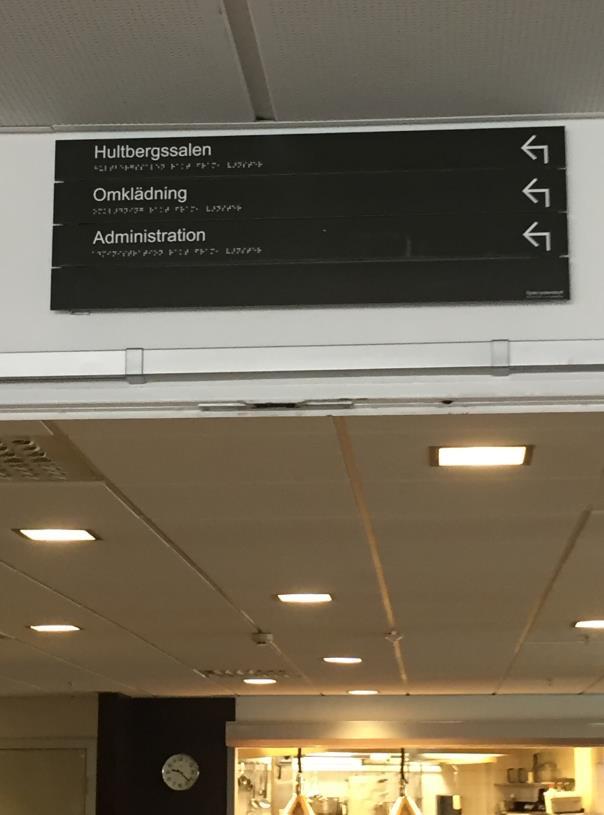 Hultbergssalen
Omklädning
Administration